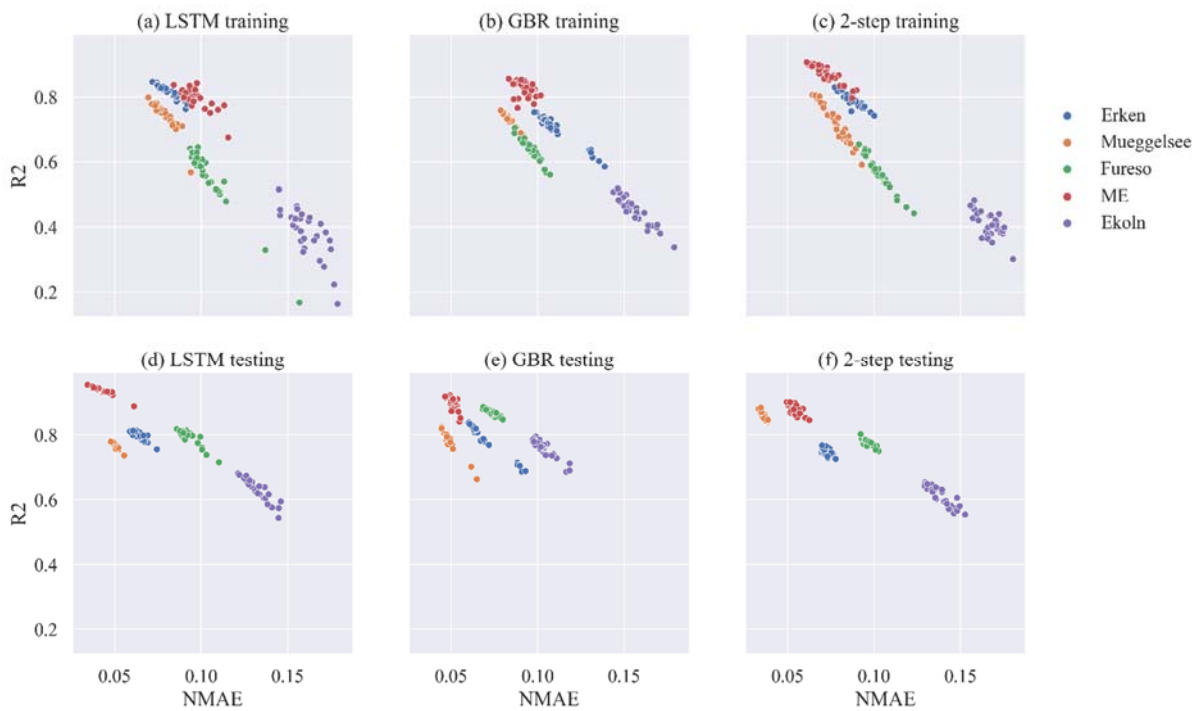 (a) LSTM training
(b) GBR training
(c) 2-step training
R2
0.8
0.6
0.4
0.2
Erken
Mueggelsee
Fureso
ME
Ekoln
(d) LSTM testing
(e) GBR testing
(f) 2-step testing
R2
0.8
0.6
0.4
0.2
0.05 0.10 0.15
NMAE
0.05 0.10 0.15
NMAE
0.05 0.10 0.15
NMAE